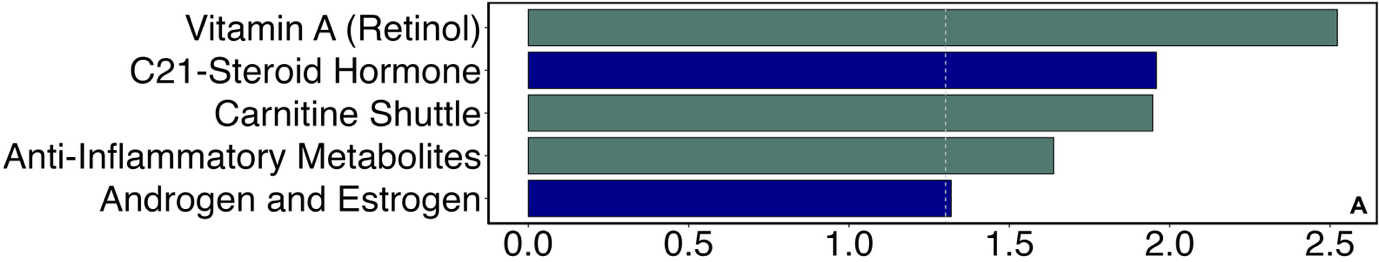 Vitamin A (Retinol)
C21-Steroid Hormone
Carnitine Shuttle
Anti-Inflammatory Metabolites
Androgen and Estrogen
A
0.0 0.5 1.0 1.5 2.0 2.5